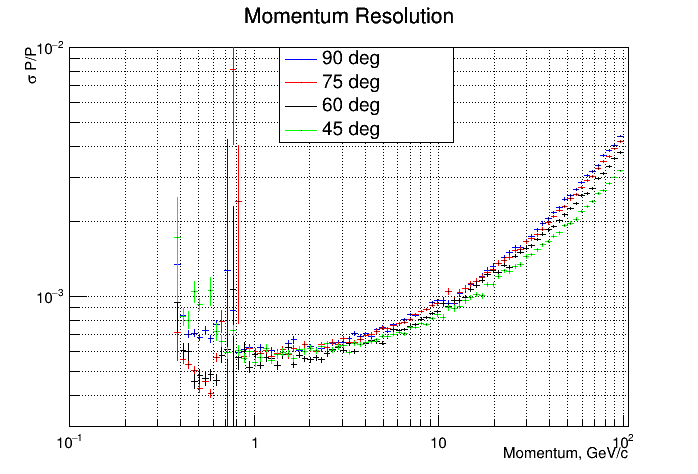 Momentum Resolution
σ P/P
10⁻²
10⁻³
90 deg
75 deg
60 deg
45 deg
10⁻¹
1
10
10²
Momentum, GeV/c